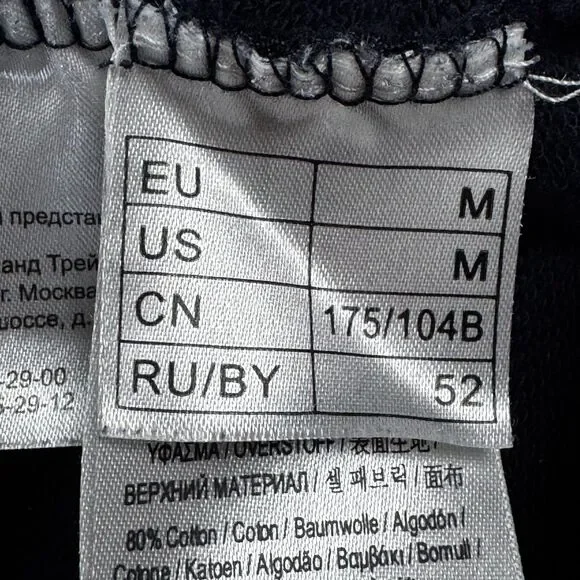 EU M
US M
CN 175/104B
RU/BY 52
предста
анд Трей
г. Москва
шоссе, д.
-29-00
-29-12
ΥΦΑΣΜΑ / OVERSTOFF / 表面生地 /
ВЕРХНИЙ МАТЕРИАЛ / 셸 패브릭 / 面布
80% Cotton / Coton / Baumwolle / Algodón /
Cotone / Katoen / Algodão / Βαμβάκι / Bomull /